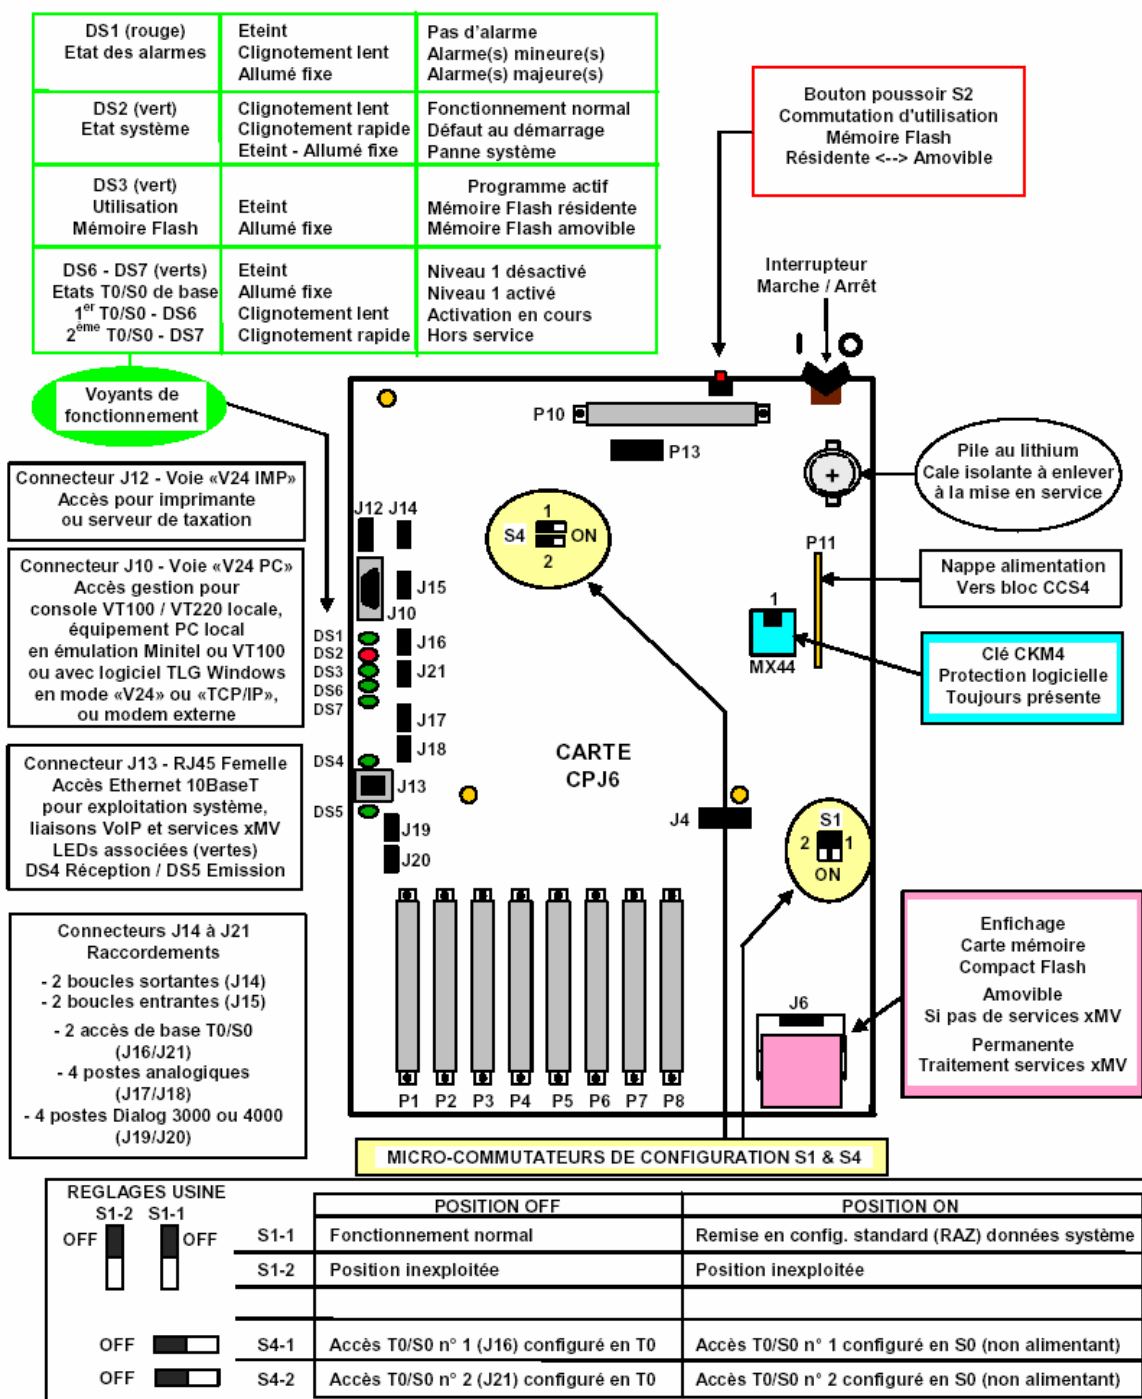 DS1 (rouge)
Etat des alarmes
Eteint
Clignotement lent
Allumé fixe
Pas d'alarme
Alarme(s) mineure(s)
Alarme(s) majeure(s)
DS2 (vert)
Etat système
Clignotement lent
Clignotement rapide
Eteint - Allumé fixe
Fonctionnement normal
Défaut au démarrage
Panne système
DS3 (vert)
Utilisation
Mémoire Flash
Eteint
Allumé fixe
Programme actif
Mémoire Flash résidente
Mémoire Flash amovible
DS6 - DS7 (verts)
Etats T0/S0 de base
1er T0/S0 - DS6
2ème T0/S0 - DS7
Eteint
Allumé fixe
Clignotement lent
Clignotement rapide
Niveau 1 désactivé
Niveau 1 activé
Activation en cours
Hors service
Bouton poussoir S2
Commutation d'utilisation
Mémoire Flash
Résidente <--> Amovible
Interrupteur
Marche / Arrêt
I O
Voyants de
fonctionnement
P10
P13
Pile au lithium
Cale isolante à enlever
à la mise en service
+
Connecteur J12 - Voie «V24 IMP»
Accès pour imprimante
ou serveur de taxation
J12 J14
1
S4 ON
2
P11
Nappe alimentation
Vers bloc CCS4
Connecteur J10 - Voie «V24 PC»
Accès gestion pour
console VT100 / VT220 locale,
équipement PC local
en émulation Minitel ou VT100
ou avec logiciel TLG Windows
en mode «V24» ou «TCP/IP»,
ou modem externe
J15
J10
1
MX44
Clé CKM4
Protection logicielle
Toujours présente
DS1
DS2
DS3
DS6
DS7
J16
J21
J17
J18
CARTE
CPJ6
DS4
J13
DS5
Connecteur J13 - RJ45 Femelle
Accès Ethernet 10BaseT
pour exploitation système,
liaisons VoIP et services xMV
LEDs associées (vertes)
DS4 Réception / DS5 Emission
J19
J20
J4
S1
2 1
ON
Connecteurs J14 à J21
Raccordements
- 2 boucles sortantes (J14)
- 2 boucles entrantes (J15)
- 2 accès de base T0/S0
(J16/J21)
- 4 postes analogiques
(J17/J18)
- 4 postes Dialog 3000 ou 4000
(J19/J20)
Enfichage
Carte mémoire
Compact Flash
Amovible
Si pas de services xMV
Permanente
Traitement services xMV
J6
P1 P2 P3 P4 P5 P6 P7 P8
MICRO-COMMUTATEURS DE CONFIGURATION S1 & S4
REGLAGES USINE
S1-2 S1-1
OFF OFF
POSITION OFF
POSITION ON
S1-1 Fonctionnement normal Remise en config. standard (RAZ) données système
S1-2 Position inexploitée Position inexploitée
OFF S4-1 Accès T0/S0 n° 1 (J16) configuré en T0 Accès T0/S0 n° 1 configuré en S0 (non alimentant)
OFF S4-2 Accès T0/S0 n° 2 (J21) configuré en T0 Accès T0/S0 n° 2 configuré en S0 (non alimentant)